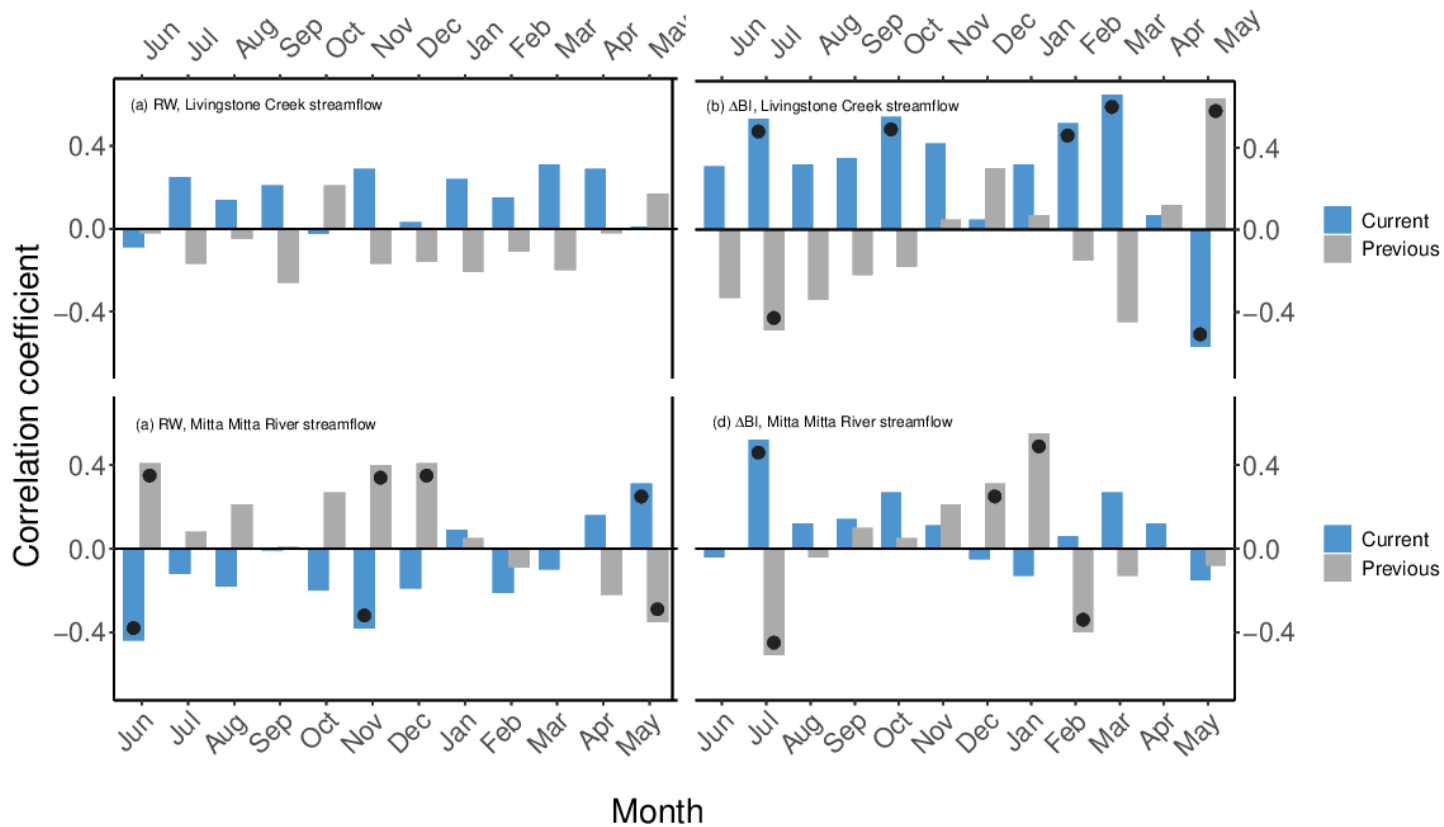 Jun Jul Aug Sep Oct Nov Dec Jan Feb Mar Apr May
Jun Jul Aug Sep Oct Nov Dec Jan Feb Mar Apr May
(a) RW, Livingstone Creek streamflow
(b) ΔBI, Livingstone Creek streamflow
0.4
0.0
−0.4
0.4
0.0
−0.4
Current
Previous
Correlation coefficient
(a) RW, Mitta Mitta River streamflow
(d) ΔBI, Mitta Mitta River streamflow
0.4
0.0
−0.4
0.4
0.0
−0.4
Current
Previous
Jun Jul Aug Sep Oct Nov Dec Jan Feb Mar Apr May
Jun Jul Aug Sep Oct Nov Dec Jan Feb Mar Apr May
Month